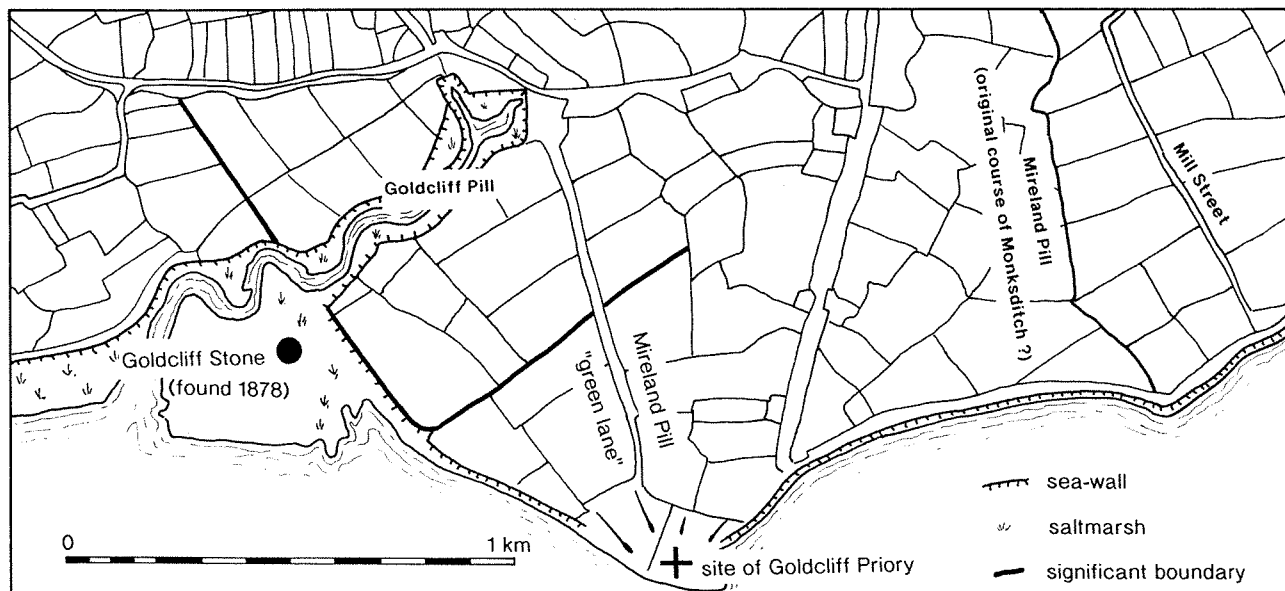 Goldcliff Pill
Goldcliff Stone
(found 1878)
"green lane"
Mireland Pill
Mireland Pill
(original course of Monksditch ?)
Mill Street
0
1 km
site of Goldcliff Priory
sea-wall
saltmarsh
significant boundary